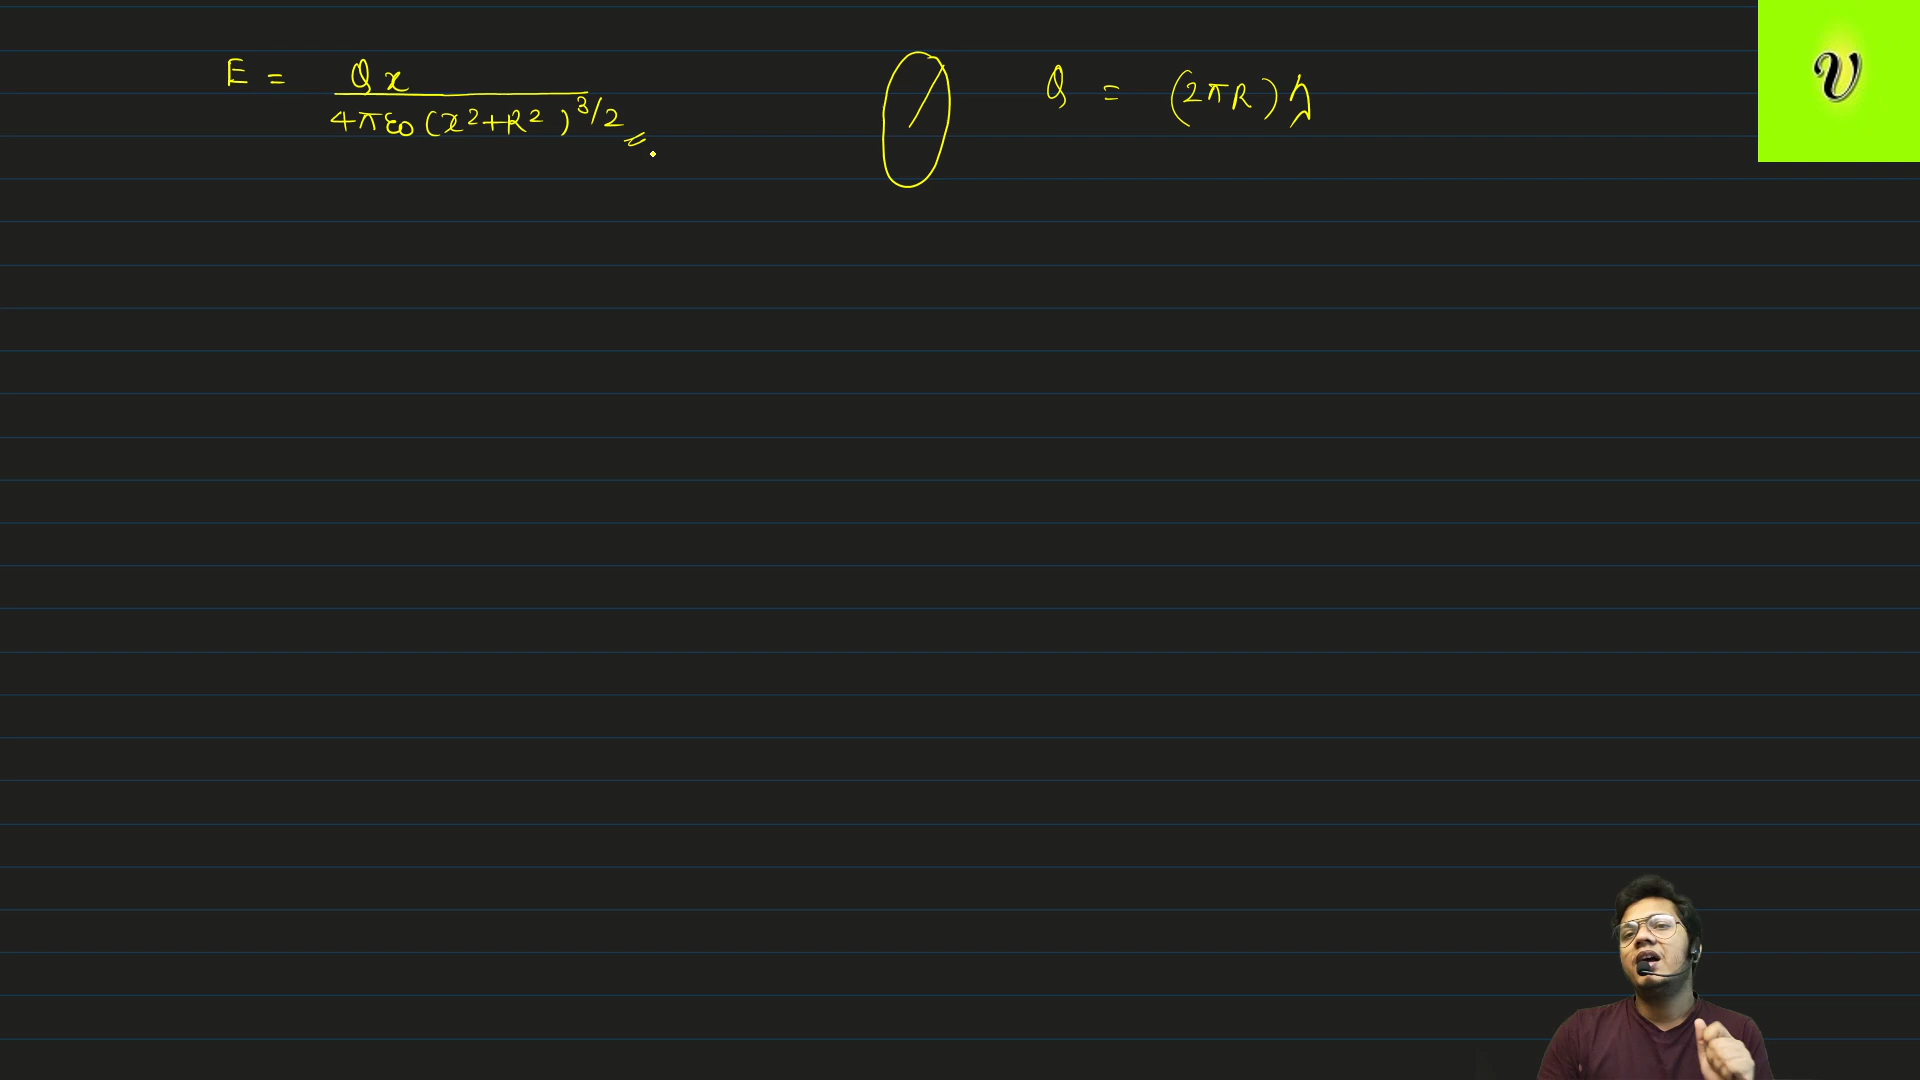 E = Qx / 4πε0 (x²+R²)^3/2
Q = (2πR) λ
υ